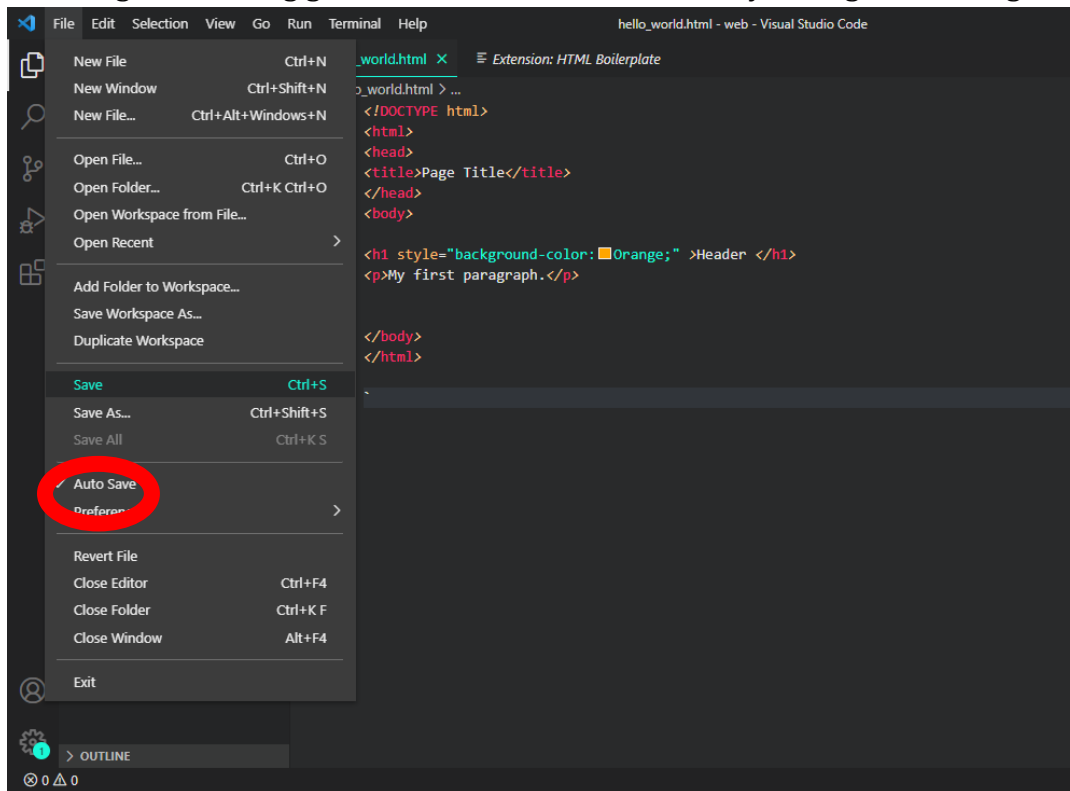 File Edit Selection View Go Run Terminal Help hello_world.html - web - Visual Studio Code
_world.html × Extension: HTML Boilerplate
_world.html > ...
New File Ctrl+N
New Window Ctrl+Shift+N
New File... Ctrl+Alt+Windows+N
Open File... Ctrl+O
Open Folder... Ctrl+K Ctrl+O
Open Workspace from File...
Open Recent >
Add Folder to Workspace...
Save Workspace As...
Duplicate Workspace
Save Ctrl+S
Save As... Ctrl+Shift+S
Save All Ctrl+K S
✓ Auto Save
Revert File
Close Editor Ctrl+F4
Close Folder Ctrl+K F
Close Window Alt+F4
Exit
<!DOCTYPE html>
<html>
<head>
<title>Page Title</title>
</head>
<body>
<h1 style="background-color:Orange;" >Header </h1>
<p>My first paragraph.</p>
</body>
</html>
`
1
> OUTLINE
0 0